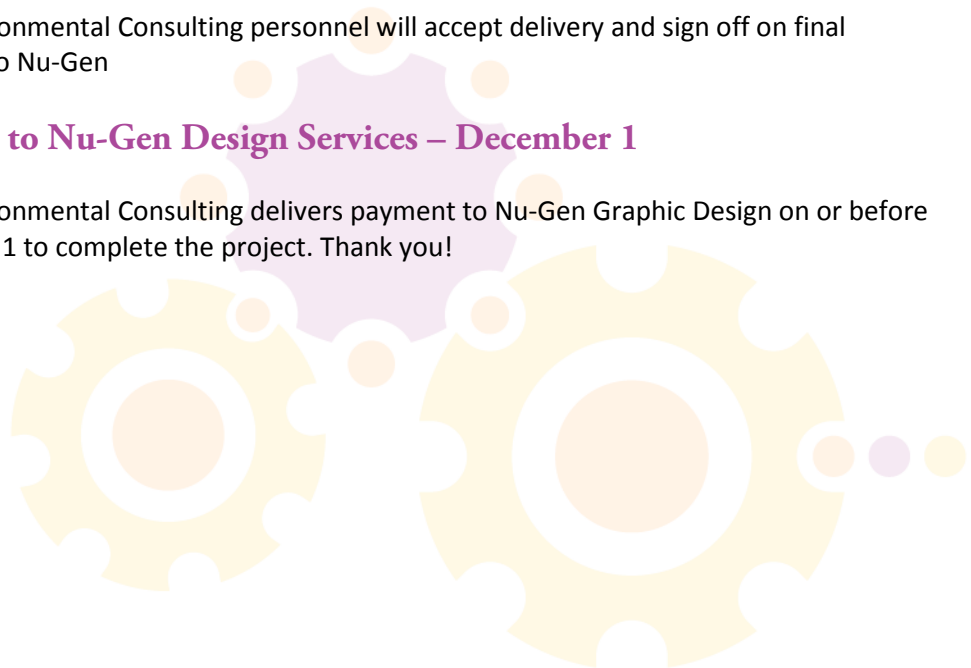 onmental Consulting personnel will accept delivery and sign off on final
o Nu-Gen
to Nu-Gen Design Services – December 1
onmental Consulting delivers payment to Nu-Gen Graphic Design on or before
1 to complete the project. Thank you!